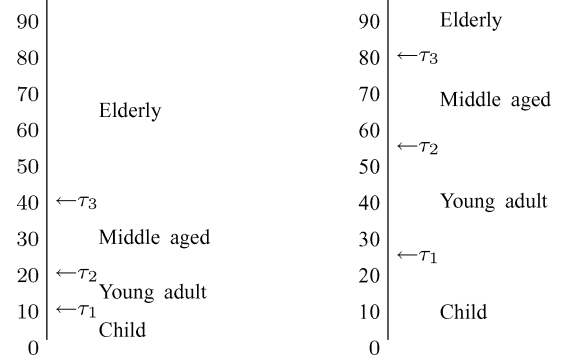 90
80
70
Elderly
60
50
40 ←τ3
30 Middle aged
20 ←τ2
Young adult
10 ←τ1
Child
0
90 Elderly
80 ←τ3
70 Middle aged
60
←τ2
50
40 Young adult
30
←τ1
20
10 Child
0